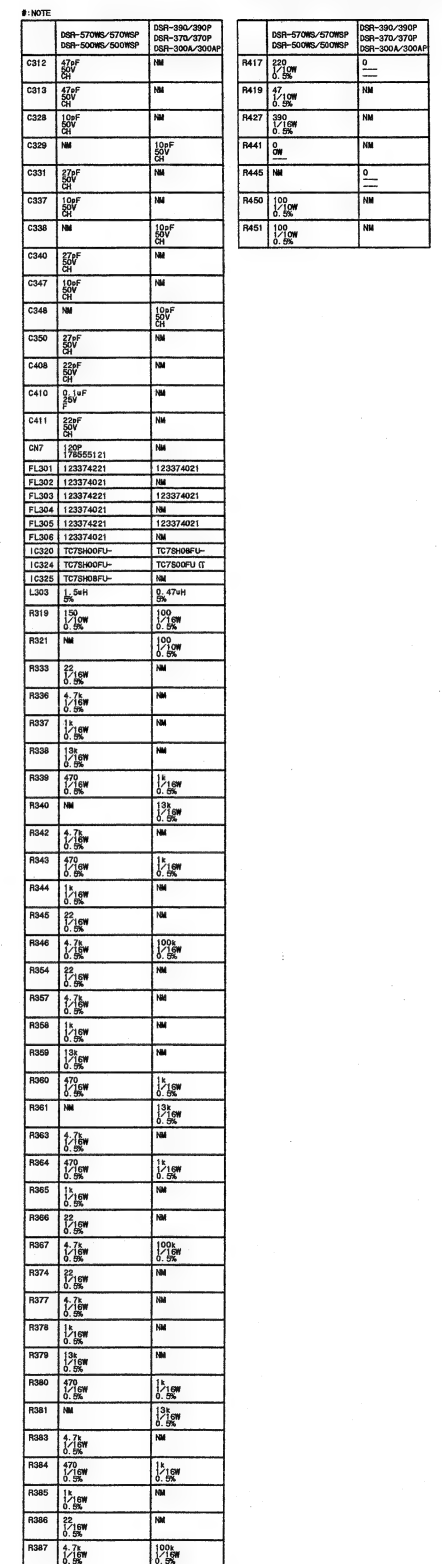 #:NOTE
DSR-570WS/570WSP DSR-390/390P
DSR-500WS/500WSP DSR-370/370P
DSR-300A/300AP
C312 47pF 50V CH NM
C313 47pF 50V CH NM
C328 10pF 50V CH NM
C329 NM 10pF 50V CH
C331 27pF 50V CH NM
C337 10pF 50V CH NM
C338 NM 10pF 50V CH
C340 27pF 50V CH NM
C347 10pF 50V CH NM
C348 NM 10pF 50V CH
C350 27pF 50V CH NM
C408 22pF 50V CH NM
C410 0.1uF 25V F NM
C411 22pF 50V CH NM
CN7 120P 178555121 NM
FL301 123374221 123374021
FL302 123374021 NM
FL303 123374221 123374021
FL304 123374021 NM
FL305 123374221 123374021
FL306 123374021 NM
IC320 TC7SH00FU- TC7SH08FU-
IC324 TC7SH00FU- TC7S00FU (T
IC325 TC7SH08FU- NM
L303 1.5uH 5% 0.47uH 5%
R319 150 1/10W 0.5% 100 1/16W 0.5%
R321 NM 100 1/10W 0.5%
R333 22 1/16W 0.5% NM
R336 4.7k 1/16W 0.5% NM
R337 1k 1/16W 0.5% NM
R338 13k 1/16W 0.5% NM
R339 470 1/16W 0.5% 1k 1/16W 0.5%
R340 NM 13k 1/16W 0.5%
R342 4.7k 1/16W 0.5% NM
R343 470 1/16W 0.5% 1k 1/16W 0.5%
R344 1k 1/16W 0.5% NM
R345 22 1/16W 0.5% NM
R346 4.7k 1/16W 0.5% 100k 1/16W 0.5%
R354 22 1/16W 0.5% NM
R357 4.7k 1/16W 0.5% NM
R358 1k 1/16W 0.5% NM
R359 13k 1/16W 0.5% NM
R360 470 1/16W 0.5% 1k 1/16W 0.5%
R361 NM 13k 1/16W 0.5%
R363 4.7k 1/16W 0.5% NM
R364 470 1/16W 0.5% 1k 1/16W 0.5%
R365 1k 1/16W 0.5% NM
R366 22 1/16W 0.5% NM
R367 4.7k 1/16W 0.5% 100k 1/16W 0.5%
R374 22 1/16W 0.5% NM
R377 4.7k 1/16W 0.5% NM
R378 1k 1/16W 0.5% NM
R379 13k 1/16W 0.5% NM
R380 470 1/16W 0.5% 1k 1/16W 0.5%
R381 NM 13k 1/16W 0.5%
R383 4.7k 1/16W 0.5% NM
R384 470 1/16W 0.5% 1k 1/16W 0.5%
R385 1k 1/16W 0.5% NM
R386 22 1/16W 0.5% NM
R387 4.7k 1/16W 0.5% 100k 1/16W 0.5%
DSR-570WS/570WSP DSR-390/390P
DSR-500WS/500WSP DSR-370/370P
DSR-300A/300AP
R417 220 1/10W 0.5% 0 --- ---
R419 47 1/10W 0.5% NM
R427 390 1/16W 0.5% NM
R441 0 0W --- NM
R445 NM 0 --- ---
R450 100 1/10W 0.5% NM
R451 100 1/10W 0.5% NM